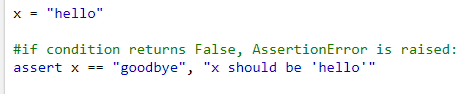 x = "hello"
#if condition returns False, AssertionError is raised:
assert x == "goodbye", "x should be 'hello'"